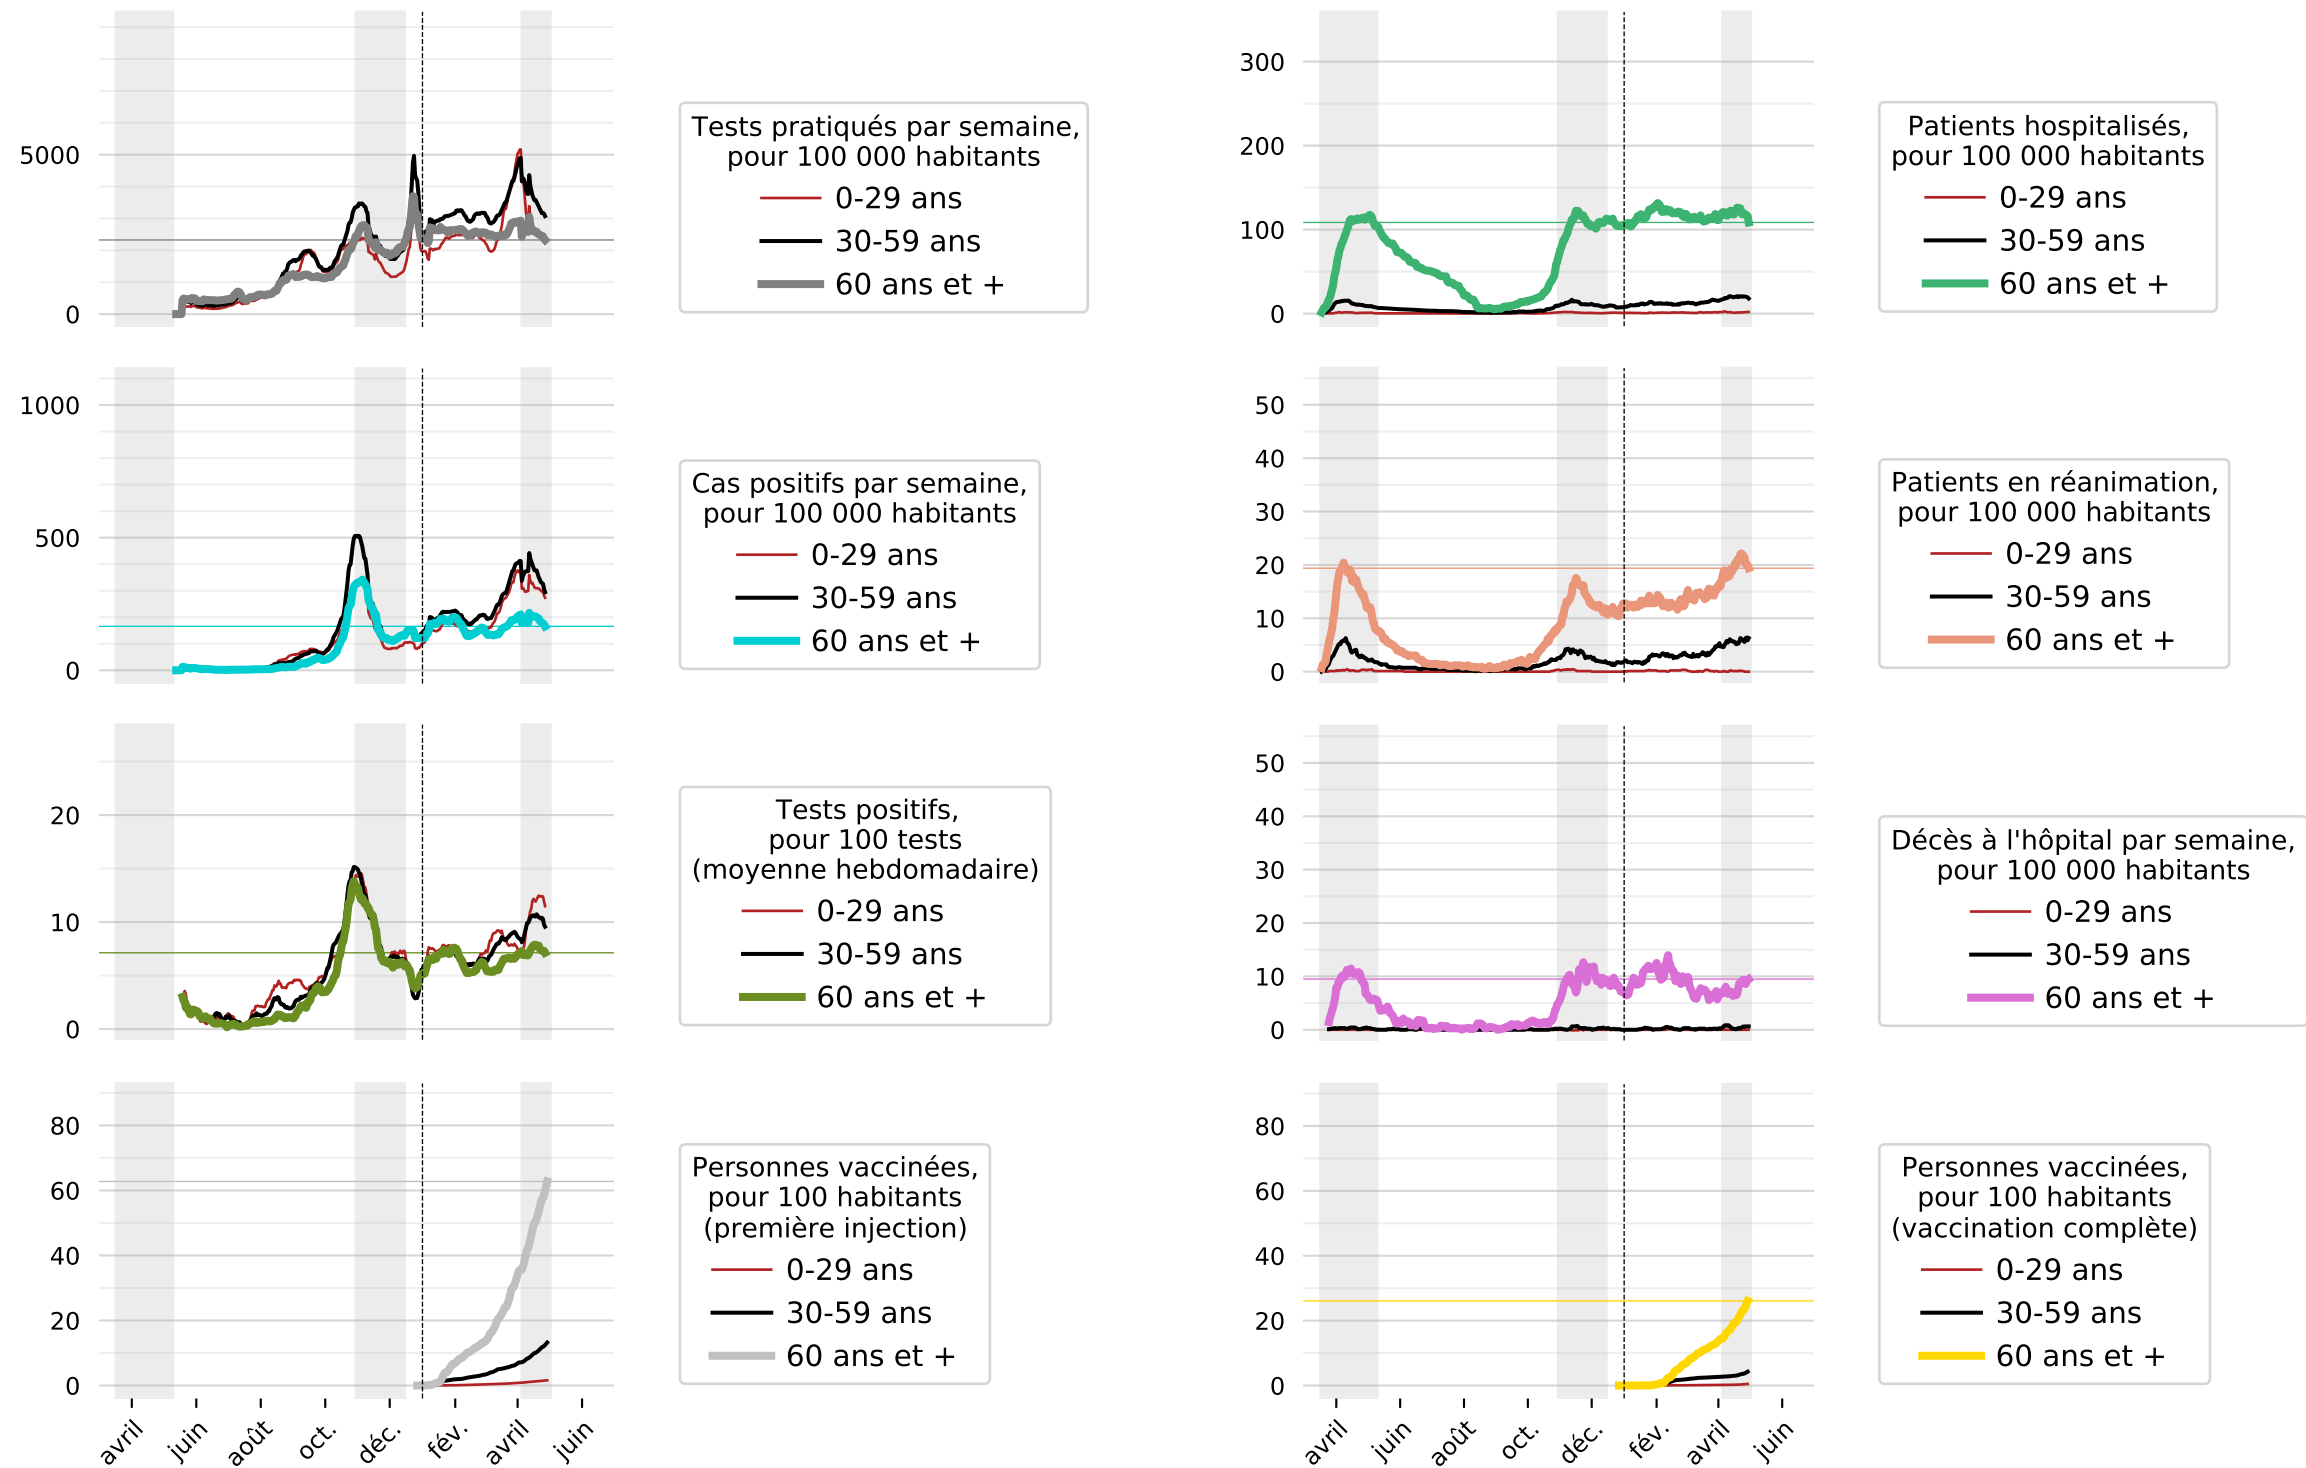 5000
0
Tests pratiqués par semaine,
pour 100 000 habitants
0-29 ans
30-59 ans
60 ans et +
300
200
100
0
Patients hospitalisés,
pour 100 000 habitants
0-29 ans
30-59 ans
60 ans et +
1000
500
0
Cas positifs par semaine,
pour 100 000 habitants
0-29 ans
30-59 ans
60 ans et +
50
40
30
20
10
0
Patients en réanimation,
pour 100 000 habitants
0-29 ans
30-59 ans
60 ans et +
20
10
0
Tests positifs,
pour 100 tests
(moyenne hebdomadaire)
0-29 ans
30-59 ans
60 ans et +
50
40
30
20
10
0
Décès à l'hôpital par semaine,
pour 100 000 habitants
0-29 ans
30-59 ans
60 ans et +
80
60
40
20
0
avril juin août oct. déc. fév. avril juin
Personnes vaccinées,
pour 100 habitants
(première injection)
0-29 ans
30-59 ans
60 ans et +
80
60
40
20
0
avril juin août oct. déc. fév. avril juin
Personnes vaccinées,
pour 100 habitants
(vaccination complète)
0-29 ans
30-59 ans
60 ans et +